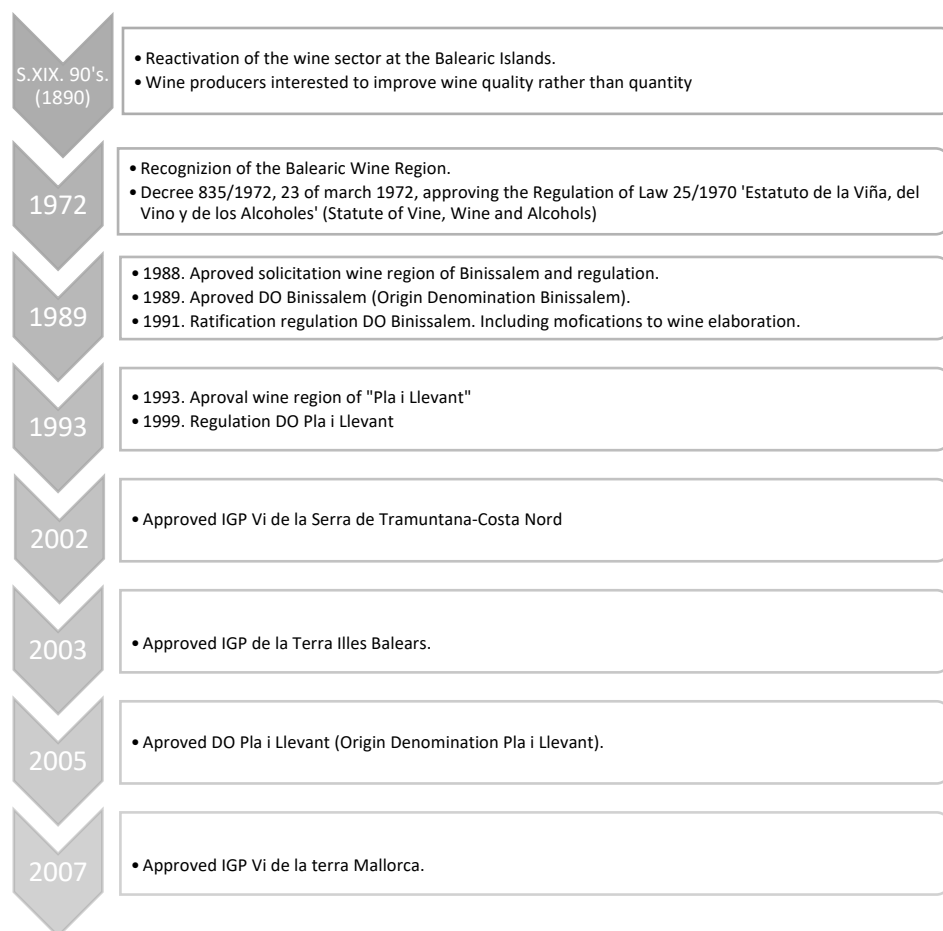 S.XIX. 90's.
(1890)
• Reactivation of the wine sector at the Balearic Islands.
• Wine producers interested to improve wine quality rather than quantity
1972
• Recognizion of the Balearic Wine Region.
• Decree 835/1972, 23 of march 1972, approving the Regulation of Law 25/1970 'Estatuto de la Viña, del
Vino y de los Alcoholes' (Statute of Vine, Wine and Alcohols)
1989
• 1988. Aproved solicitation wine region of Binissalem and regulation.
• 1989. Aproved DO Binissalem (Origin Denomination Binissalem).
• 1991. Ratification regulation DO Binissalem. Including mofications to wine elaboration.
1993
• 1993. Aproval wine region of "Pla i Llevant"
• 1999. Regulation DO Pla i Llevant
2002
• Approved IGP Vi de la Serra de Tramuntana-Costa Nord
2003
• Approved IGP de la Terra Illes Balears.
2005
• Aproved DO Pla i Llevant (Origin Denomination Pla i Llevant).
2007
• Approved IGP Vi de la terra Mallorca.